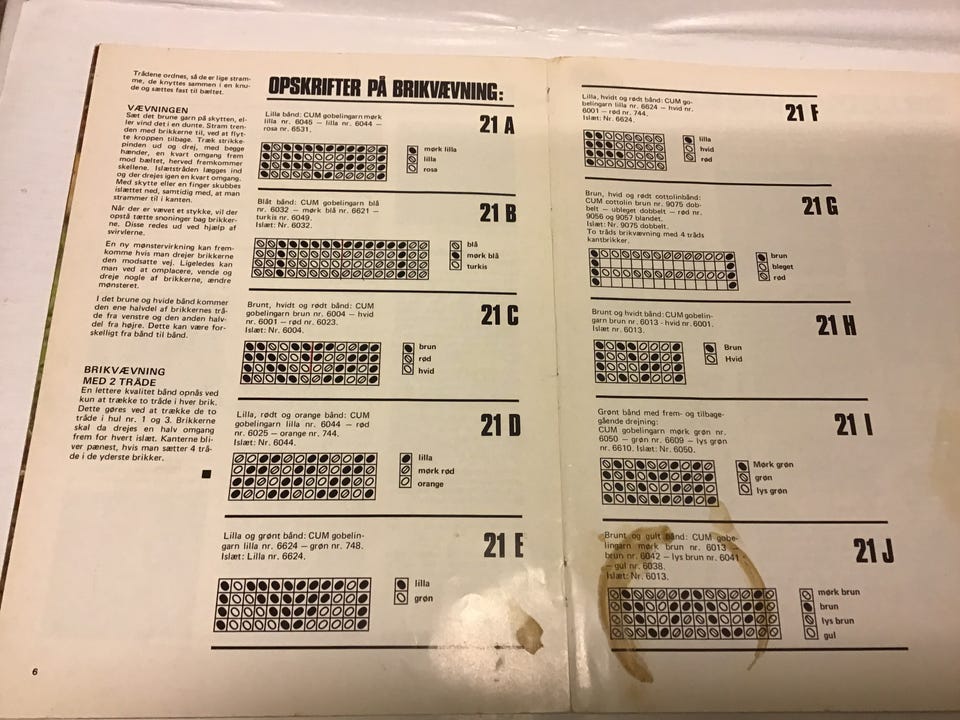 Trådene ordnes, så de er lige stram-
me, de knyttes sammen i en knu-
de og sættes fast til bæltet.
VÆVNINGEN
Sæt det brune garn på skytten, el-
ler vind det i en dunte. Stram tren-
den med brikkerne til, ved at flyt-
te kroppen tilbage. Træk strikke-
pinden ud og drej, med begge
hænder, en kvart omgang frem
mod bæltet, herved fremkommer
skellene. Islætstråden lægges ind
og der drejes igen en kvart omgang.
Med skytte eller en finger skubbes
islættet ned, samtidig med, at man
strammer til i kanten.
Når der er vævet et stykke, vil der
opstå tætte snoninger bag brikker-
ne. Disse redes ud ved hjælp af
svirvlerne.
En ny mønstervirkning kan frem-
komme hvis man drejer brikkerne
den modsatte vej. Ligeledes kan
man ved at omplacere, vende og
dreje nogle af brikkerne, ændre
mønsteret.
I det brune og hvide bånd kommer
den ene halvdel af brikkernes trå-
de fra venstre og den anden halv-
del fra højre. Dette kan være for-
skelligt fra bånd til bånd.
BRIKVÆVNING
MED 2 TRÅDE
En lettere kvalitet bånd opnås ved
kun at trække to tråde i hver brik.
Dette gøres ved at trække de to
tråde i hul nr. 1 og 3. Brikkerne
skal da drejes en halv omgang
frem for hvert islæt. Kanterne bli-
ver pænest, hvis man sætter 4 trå-
de i de yderste brikker.
6
OPSKRIFTER PÅ BRIKVÆVNING:
Lilla bånd: CUM gobelingarn mørk
lilla nr. 6045 — lilla nr. 6044 —
rosa nr. 6531.
21 A
mørk lilla
lilla
rosa
Blåt bånd: CUM gobelingarn blå
nr. 6032 — mørk blå nr. 6621 —
turkis nr. 6049.
Islæt: Nr. 6032.
21 B
blå
mørk blå
turkis
Brunt, hvidt og rødt bånd: CUM
gobelingarn brun nr. 6004 — hvid
nr. 6001 — rød nr. 6023.
Islæt: Nr. 6004.
21 C
brun
rød
hvid
Lilla, rødt og orange bånd: CUM
gobelingarn lilla nr. 6044 — rød
nr. 6025 — orange nr. 744.
Islæt: Nr. 6044.
21 D
lilla
mørk rød
orange
Lilla og grønt bånd: CUM gobelin-
garn lilla nr. 6624 — grøn nr. 748.
Islæt: Lilla nr. 6624.
21 E
lilla
grøn
Lilla, hvidt og rødt bånd: CUM go-
belingarn lilla nr. 6624 — hvid nr.
6001 — rød nr. 744.
Islæt: Nr. 6624.
21 F
lilla
hvid
rød
Brun, hvid og rødt cottolinbånd:
CUM cottolin brun nr. 9075 dob-
belt — ubleget dobbelt — rød nr.
9056 og 9057 blandet.
Islæt: Nr. 9075 dobbelt.
To tråds brikvævning med 4 tråds
kantbrikker.
21 G
brun
bleget
rød
Brunt og hvidt bånd: CUM gobelin-
garn brun nr. 6013 - hvid nr. 6001.
Islæt nr. 6013.
21 H
Brun
Hvid
Grønt bånd med frem- og tilbage-
gående drejning:
CUM gobelingarn mørk grøn nr.
6050 — grøn nr. 6609 — lys grøn
nr. 6610. Islæt: Nr. 6050.
21 I
Mørk grøn
grøn
lys grøn
Brunt og gult bånd: CUM gobe-
lingarn mørk brun nr. 6013 —
brun nr. 6042 — lys brun nr. 6041 -
— gul nr. 6038.
Islæt: Nr. 6013.
21 J
mørk brun
brun
lys brun
gul